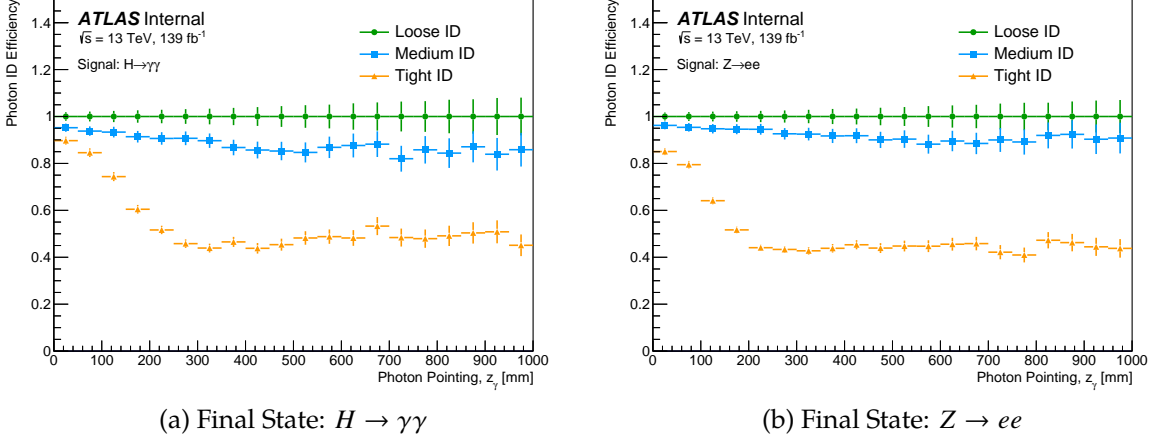 Photon ID Efficiency
1.4
1.2
1
0.8
0.6
0.4
0.2
0
ATLAS Internal
√s = 13 TeV, 139 fb⁻¹
Signal: H→γγ
Loose ID
Medium ID
Tight ID
0 100 200 300 400 500 600 700 800 900 1000
Photon Pointing, z_γ [mm]
(a) Final State: H → γγ
Photon ID Efficiency
1.4
1.2
1
0.8
0.6
0.4
0.2
0
ATLAS Internal
√s = 13 TeV, 139 fb⁻¹
Signal: Z→ee
Loose ID
Medium ID
Tight ID
0 100 200 300 400 500 600 700 800 900 1000
Photon Pointing, z_γ [mm]
(b) Final State: Z → ee